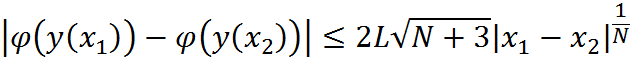 |φ(y(x₁)) − φ(y(x₂))| ≤ 2L√(N + 3)|x₁ − x₂|^(1/N)